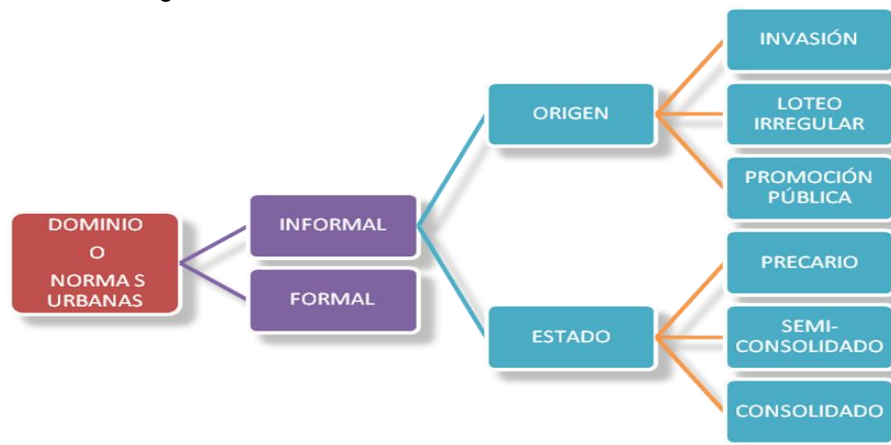 DOMINIO
O
NORMA S
URBANAS
INFORMAL
FORMAL
ORIGEN
ESTADO
INVASIÓN
LOTEO
IRREGULAR
PROMOCIÓN
PÚBLICA
PRECARIO
SEMI-
CONSOLIDADO
CONSOLIDADO